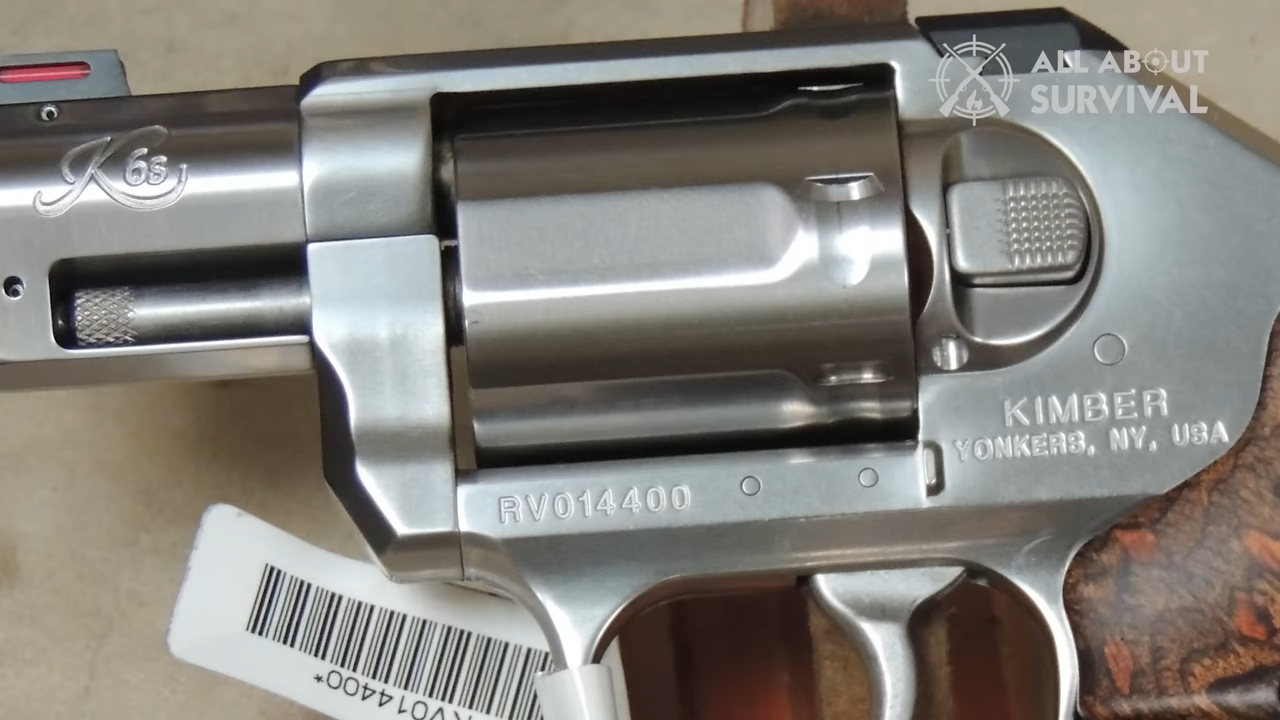 ALL ABOUT
SURVIVAL
K6s
KIMBER
YONKERS, NY, USA
RV014400
*RV014400*